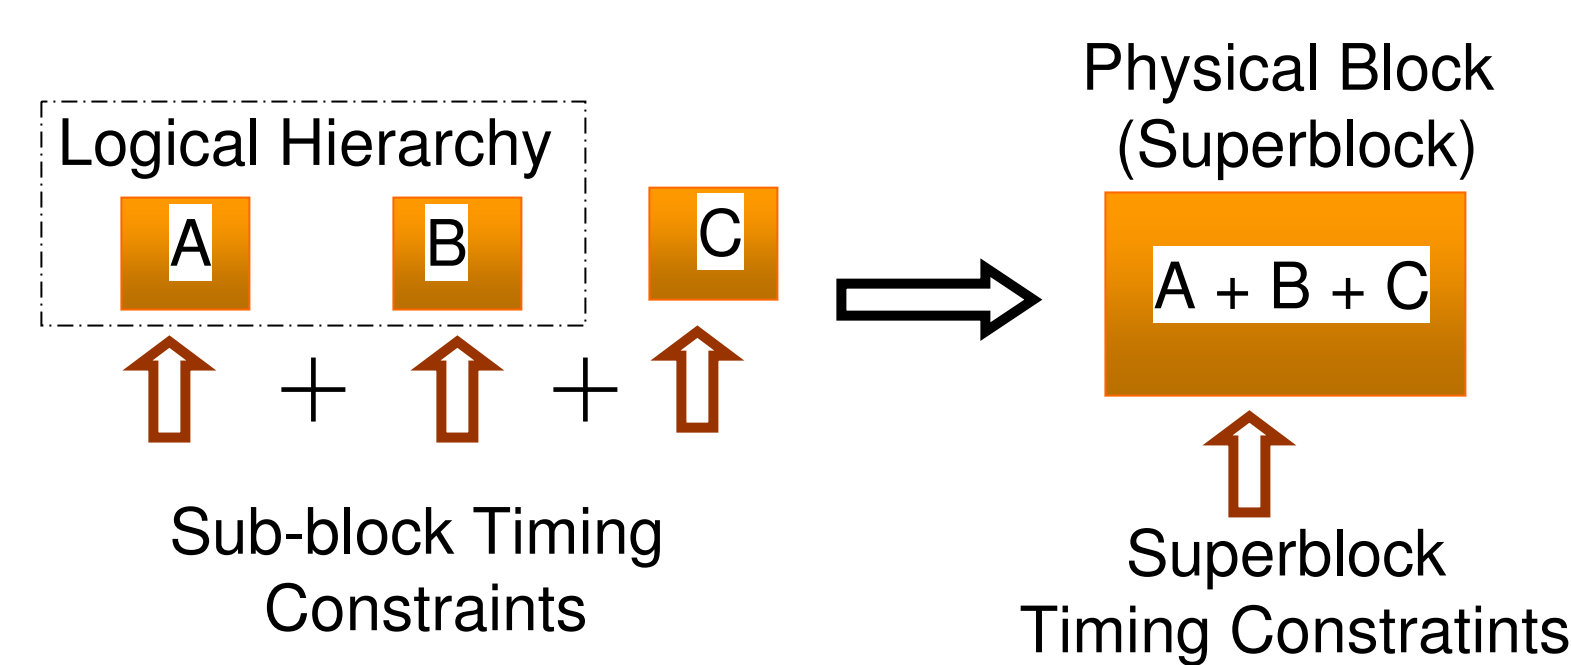 Logical Hierarchy
A
B
C
+
+
Sub-block Timing
Constraints
Physical Block
(Superblock)
A + B + C
Superblock
Timing Constratints